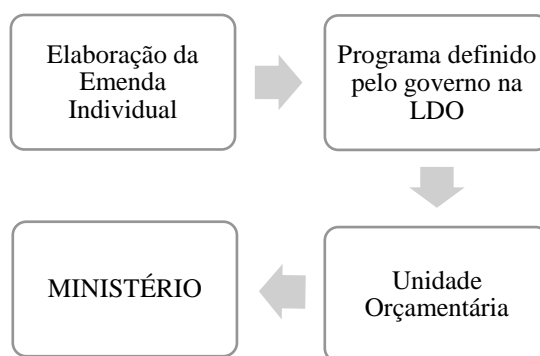 Elaboração da
Emenda
Individual
Programa definido
pelo governo na
LDO
Unidade
Orçamentária
MINISTÉRIO